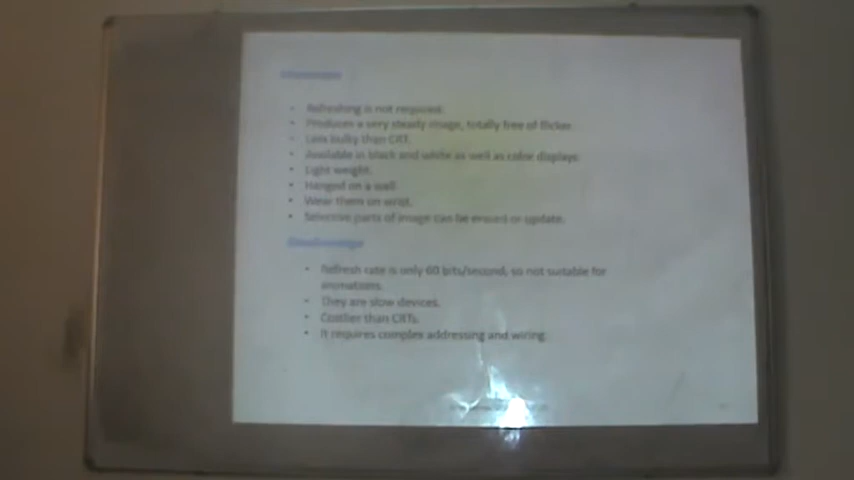 Advantages
• Refreshing is not required.
• Produces a very steady image, totally free of flicker.
• Less bulky than CRT.
• Available in black and white as well as color displays.
• Light weight.
• Hanged on a wall.
• Wear them on wrist.
• Selective parts of image can be erased or update.
Disadvantage
• Refresh rate is only 60 bits/second, so not suitable for
animations.
• They are slow devices.
• Costlier than CRTs.
• It requires complex addressing and wiring.